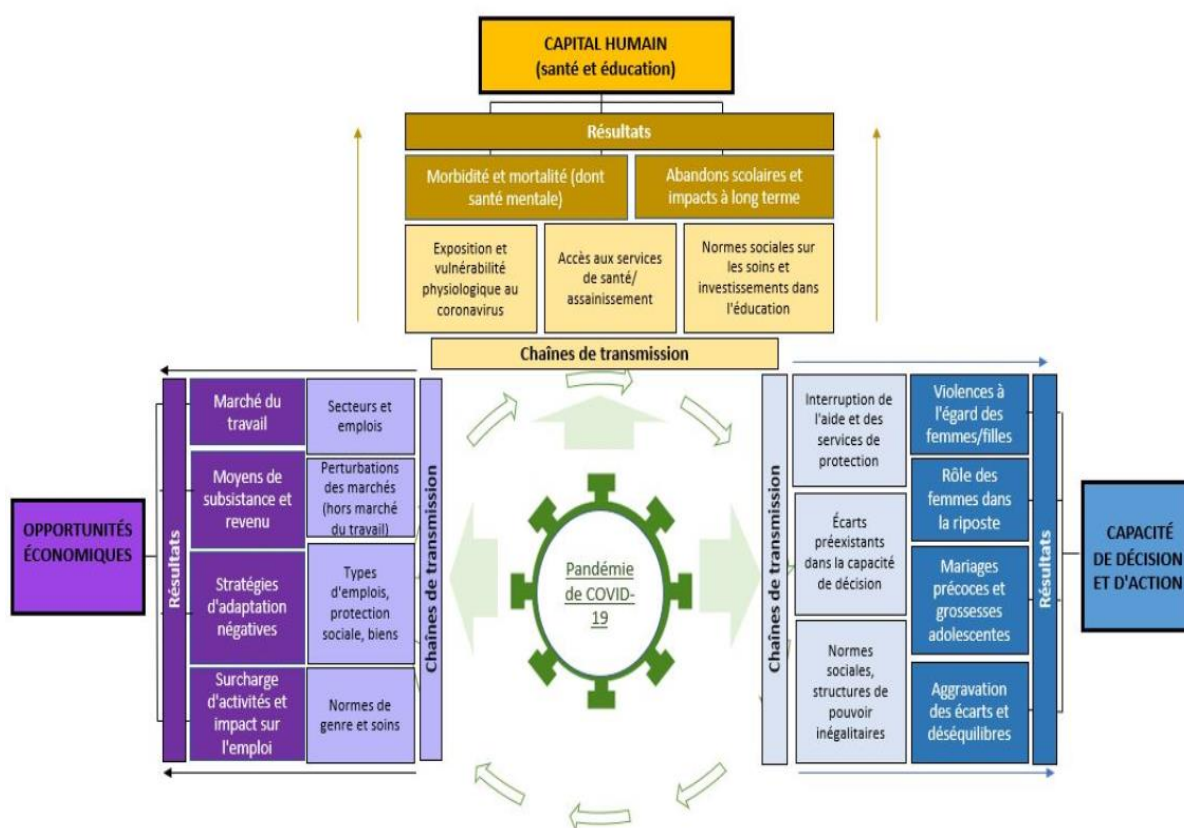 CAPITAL HUMAIN
(santé et éducation)
Résultats
Morbidité et mortalité (dont
santé mentale)
Abandons scolaires et
impacts à long terme
Exposition et
vulnérabilité
physiologique au
coronavirus
Accès aux services
de santé/
assainissement
Normes sociales sur
les soins et
investissements dans
l'éducation
Chaînes de transmission
OPPORTUNITÉS
ÉCONOMIQUES
Résultats
Marché du
travail
Moyens de
subsistance et
revenu
Stratégies
d'adaptation
négatives
Surcharge
d'activités et
impact sur
l'emploi
Secteurs et
emplois
Perturbations
des marchés
(hors marché
du travail)
Types
d'emplois,
protection
sociale, biens
Normes de
genre et soins
Chaînes de transmission
Pandémie
de COVID-
19
Chaînes de transmission
Interruption de
l'aide et des
services de
protection
Écarts
préexistants
dans la capacité
de décision
Normes
sociales,
structures de
pouvoir
inégalitaires
Violences à
l'égard des
femmes/filles
Rôle des
femmes dans
la riposte
Mariages
précoces et
grossesses
adolescentes
Aggravation
des écarts et
déséquilibres
Résultats
CAPACITÉ
DE DÉCISION
ET D'ACTION